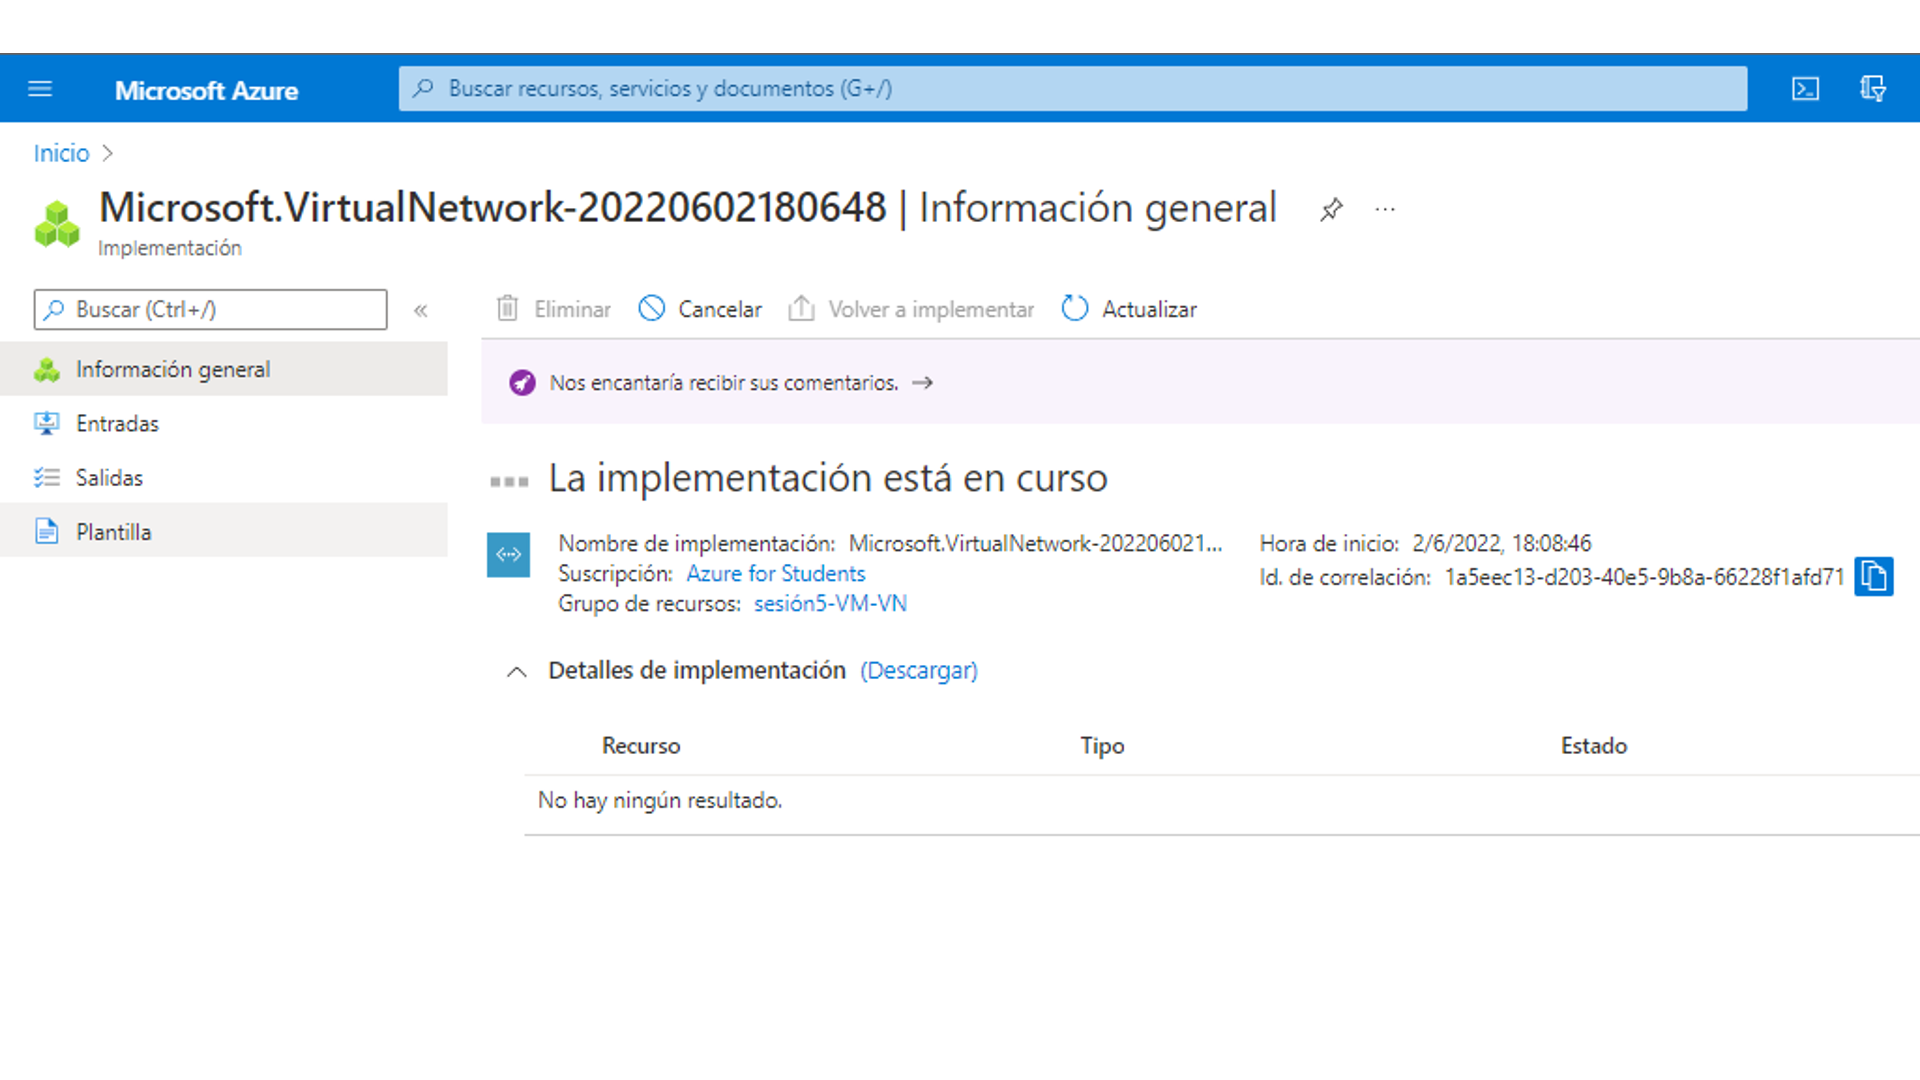 Microsoft Azure
Buscar recursos, servicios y documentos (G+/)
Inicio
Microsoft.VirtualNetwork-20220602180648 | Información general
Implementación
Buscar (Ctrl+/)
Eliminar
Cancelar
Volver a implementar
Actualizar
Información general
Entradas
Salidas
Plantilla
Nos encantaría recibir sus comentarios. →
La implementación está en curso
Nombre de implementación: Microsoft.VirtualNetwork-202206021...
Suscripción: Azure for Students
Grupo de recursos: sesión5-VM-VN
Hora de inicio: 2/6/2022, 18:08:46
Id. de correlación: 1a5eec13-d203-40e5-9b8a-66228f1afd71
Detalles de implementación (Descargar)
Recurso Tipo Estado
No hay ningún resultado.